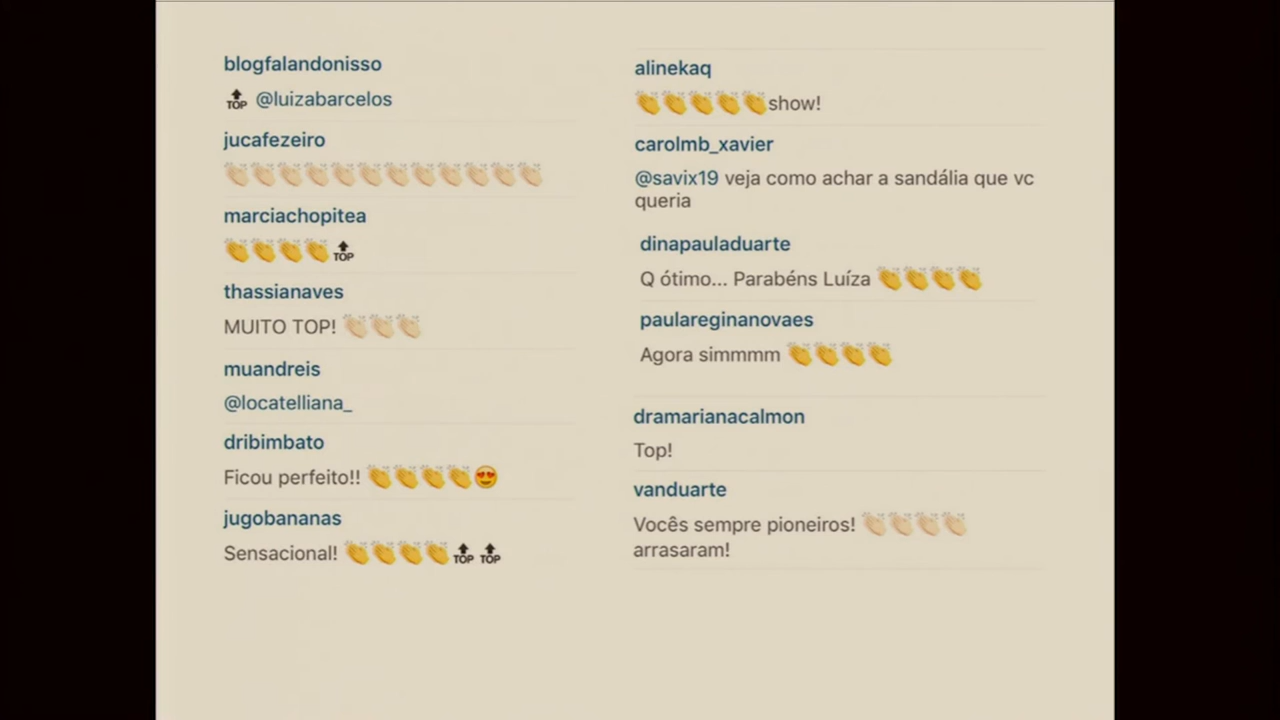 blogfalandonisso
🔝 @luizabarcelos
jucafezeiro
👏🏻👏🏻👏🏻👏🏻👏🏻👏🏻👏🏻👏🏻👏🏻👏🏻👏🏻👏🏻
marciachopitea
👏👏👏👏🔝
thassianaves
MUITO TOP! 👏🏻👏🏻👏🏻
muandreis
@locatelliana_
dribimbato
Ficou perfeito!! 👏👏👏👏😍
jugobananas
Sensacional! 👏👏👏👏🔝🔝
alinekaq
👏👏👏👏👏show!
carolmb_xavier
@savix19 veja como achar a sandália que vc
queria
dinapauladuarte
Q ótimo... Parabéns Luíza 👏👏👏👏
paulareginanovaes
Agora simmmm 👏👏👏👏
dramarianacalmon
Top!
vanduarte
Vocês sempre pioneiros! 👏🏻👏🏻👏🏻👏🏻
arrasaram!